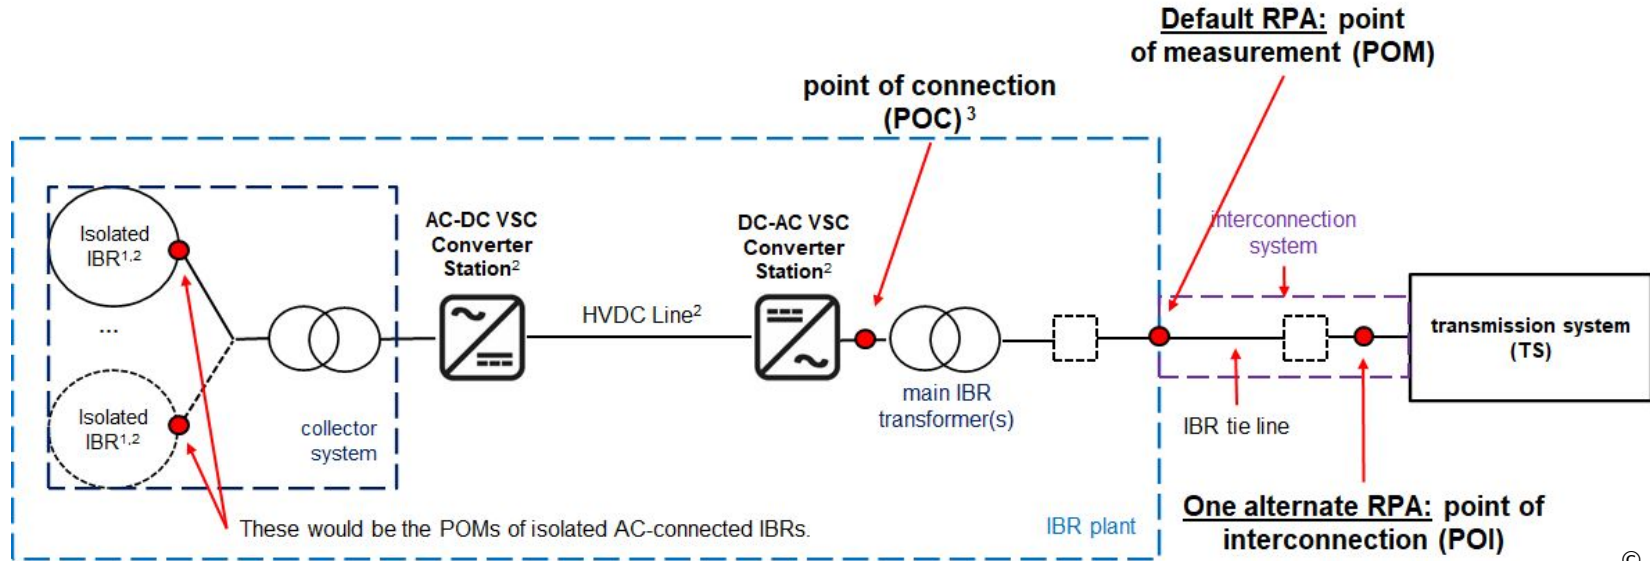 Default RPA: point
of measurement (POM)
point of connection
(POC) 3
Isolated
IBR1,2
...
Isolated
IBR1,2
collector
system
AC-DC VSC
Converter
Station2
HVDC Line2
DC-AC VSC
Converter
Station2
main IBR
transformer(s)
interconnection
system
IBR tie line
transmission system
(TS)
These would be the POMs of isolated AC-connected IBRs.
IBR plant
One alternate RPA: point of
interconnection (POI)
©